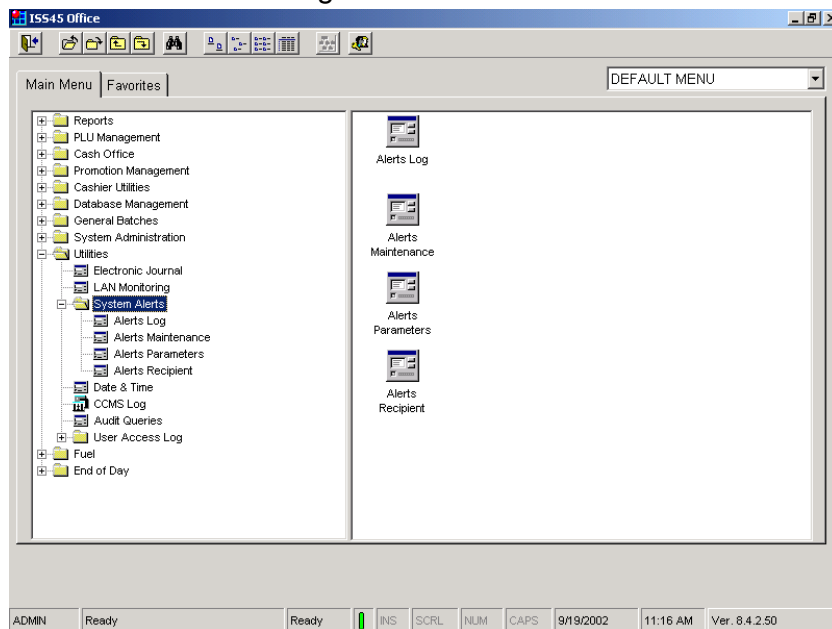 ISS45 Office
Main Menu
Favorites
DEFAULT MENU
Reports
PLU Management
Cash Office
Promotion Management
Cashier Utilities
Database Management
General Batches
System Administration
Utilities
Electronic Journal
LAN Monitoring
System Alerts
Alerts Log
Alerts Maintenance
Alerts Parameters
Alerts Recipient
Date & Time
CCMS Log
Audit Queries
User Access Log
Fuel
End of Day
Alerts Log
Alerts
Maintenance
Alerts
Parameters
Alerts
Recipient
ADMIN Ready Ready INS SCRL NUM CAPS 9/19/2002 11:16 AM Ver. 8.4.2.50